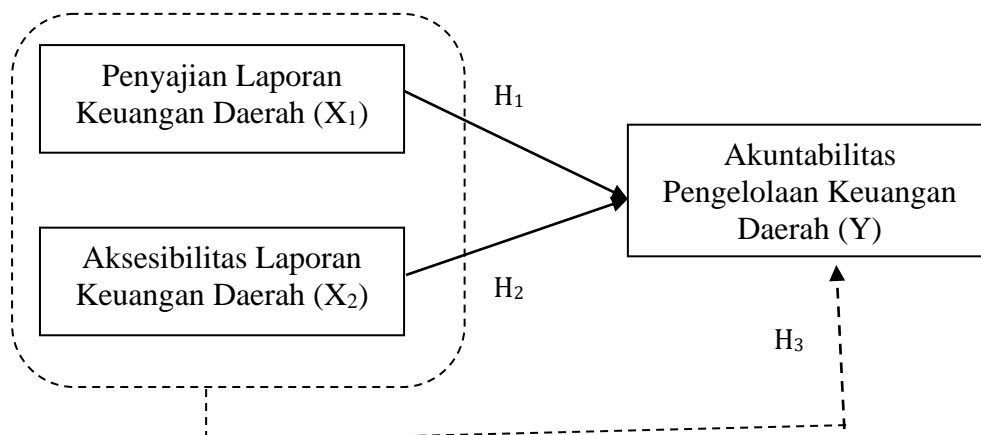 Penyajian Laporan
Keuangan Daerah (X₁)
H₁
Akuntabilitas
Pengelolaan Keuangan
Daerah (Y)
Aksesibilitas Laporan
Keuangan Daerah (X₂)
H₂
H₃